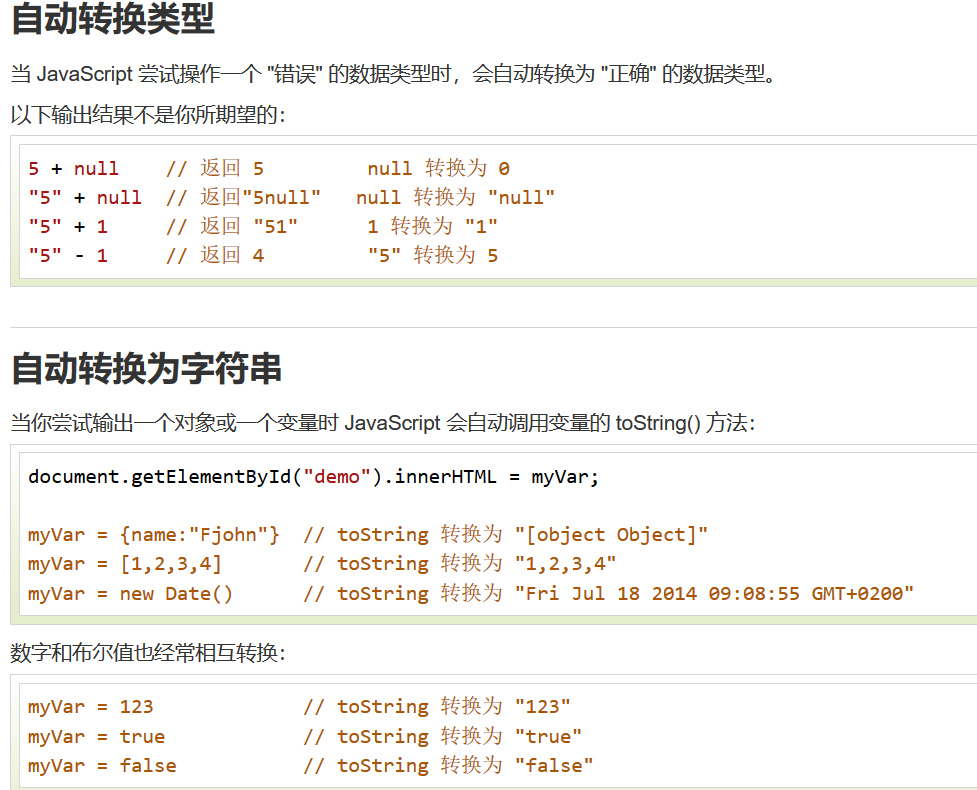 自动转换类型
当 JavaScript 尝试操作一个 "错误" 的数据类型时，会自动转换为 "正确" 的数据类型。
以下输出结果不是你所期望的：
5 + null    // 返回 5         null 转换为 0
"5" + null  // 返回"5null"   null 转换为 "null"
"5" + 1     // 返回 "51"      1 转换为 "1"
"5" - 1     // 返回 4         "5" 转换为 5
自动转换为字符串
当你尝试输出一个对象或一个变量时 JavaScript 会自动调用变量的 toString() 方法：
document.getElementById("demo").innerHTML = myVar;
myVar = {name:"Fjohn"}  // toString 转换为 "[object Object]"
myVar = [1,2,3,4]       // toString 转换为 "1,2,3,4"
myVar = new Date()      // toString 转换为 "Fri Jul 18 2014 09:08:55 GMT+0200"
数字和布尔值也经常相互转换：
myVar = 123             // toString 转换为 "123"
myVar = true            // toString 转换为 "true"
myVar = false           // toString 转换为 "false"